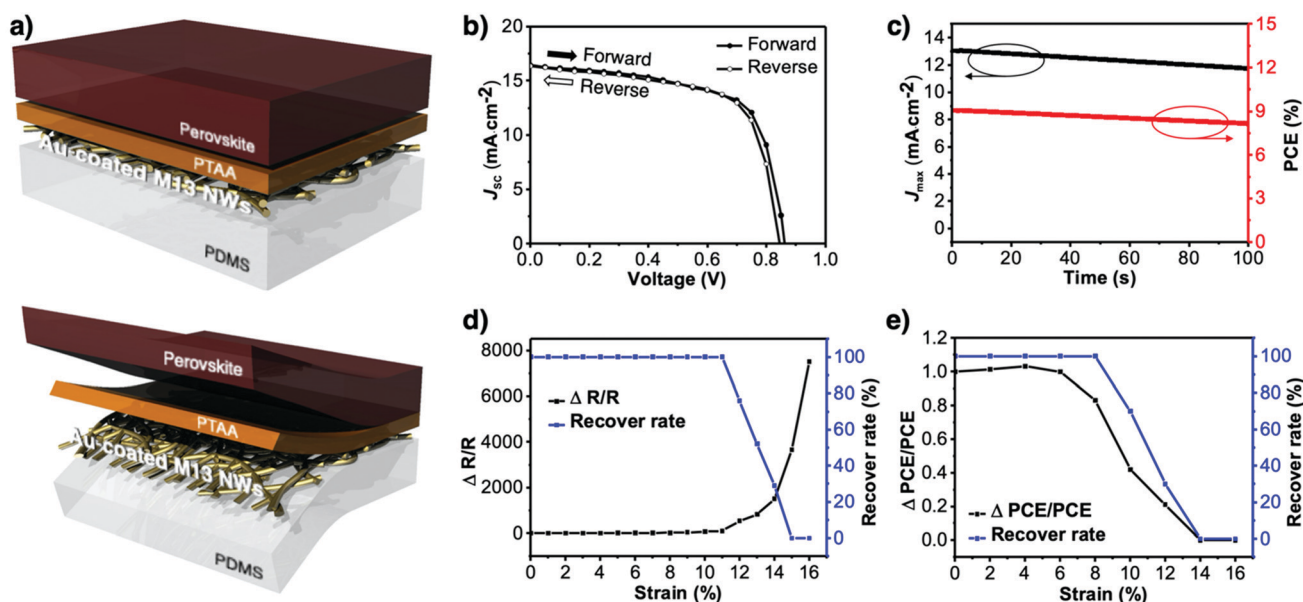 a)
Perovskite
PTAA
Au-coated M13 NWs
PDMS
Perovskite
PTAA
Au-coated M13 NWs
PDMS
b)
20
15
10
5
0
Jsc (mA.cm-2)
Forward
Reverse
Forward
Reverse
0.0 0.2 0.4 0.6 0.8 1.0
Voltage (V)
c)
14
12
10
8
6
4
2
0
Jmax (mA.cm-2)
15
12
9
6
3
0
PCE (%)
0 20 40 60 80 100
Time (s)
d)
8000
6000
4000
2000
0
Δ R/R
Δ R/R
Recover rate
100
80
60
40
20
0
Recover rate (%)
0 2 4 6 8 10 12 14 16
Strain (%)
e)
1.2
1.0
0.8
0.6
0.4
0.2
0.0
Δ PCE/PCE
Δ PCE/PCE
Recover rate
100
80
60
40
20
0
Recover rate (%)
0 2 4 6 8 10 12 14 16
Strain (%)